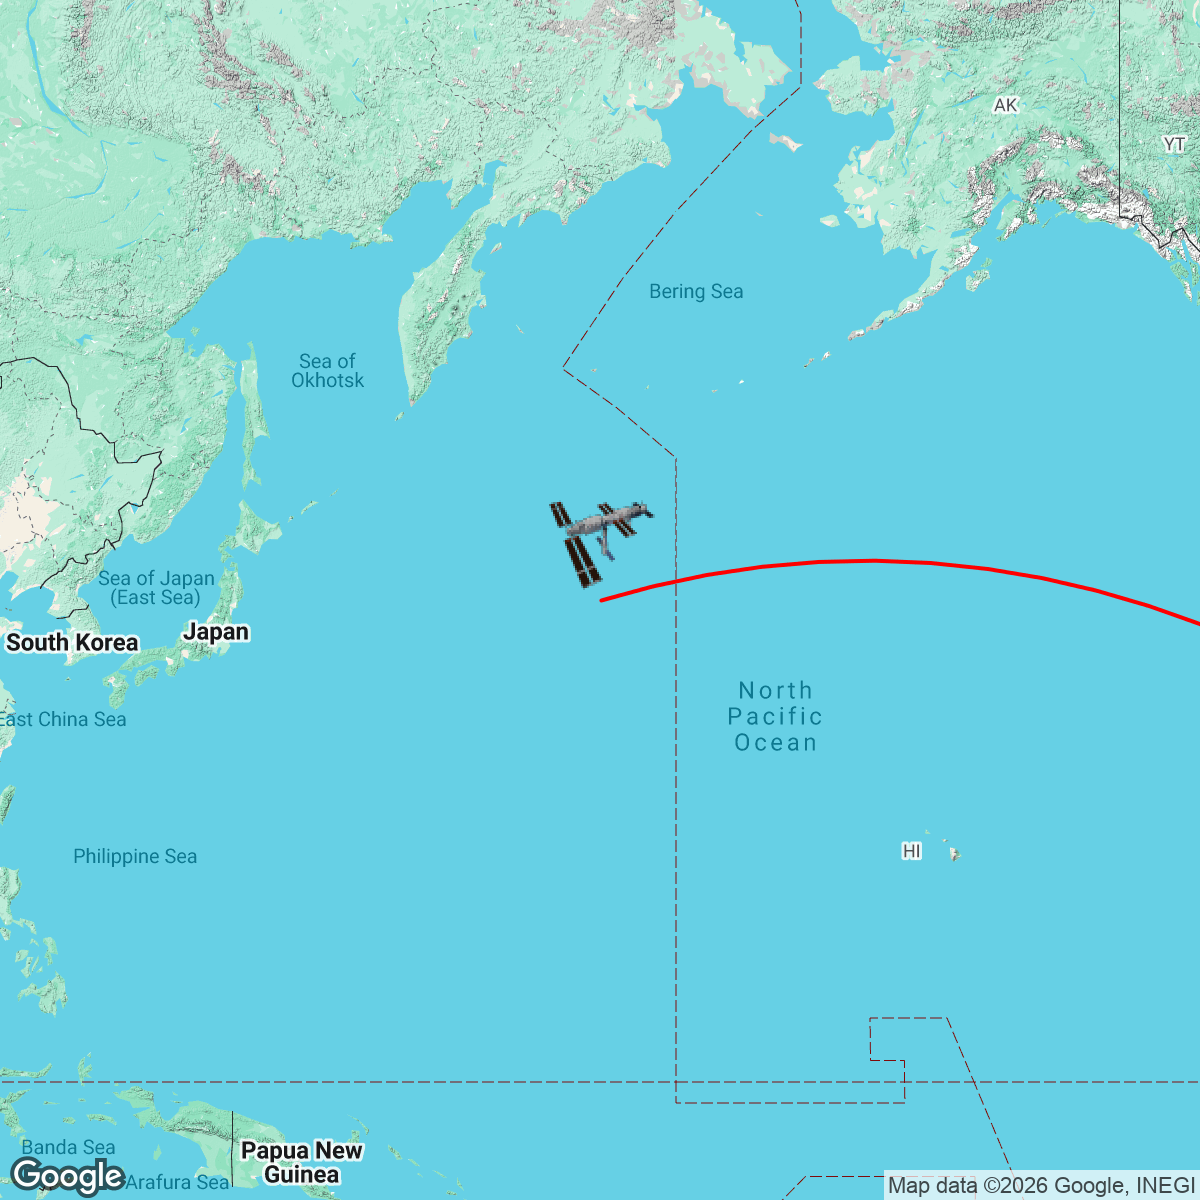 AK
YT
Bering Sea
Sea of
Okhotsk
Sea of Japan
(East Sea)
Japan
South Korea
North
Pacific
Ocean
East China Sea
Philippine Sea
HI
Banda Sea
Papua New
Guinea
Arafura Sea
Google
Map data ©2026 Google, INEGI